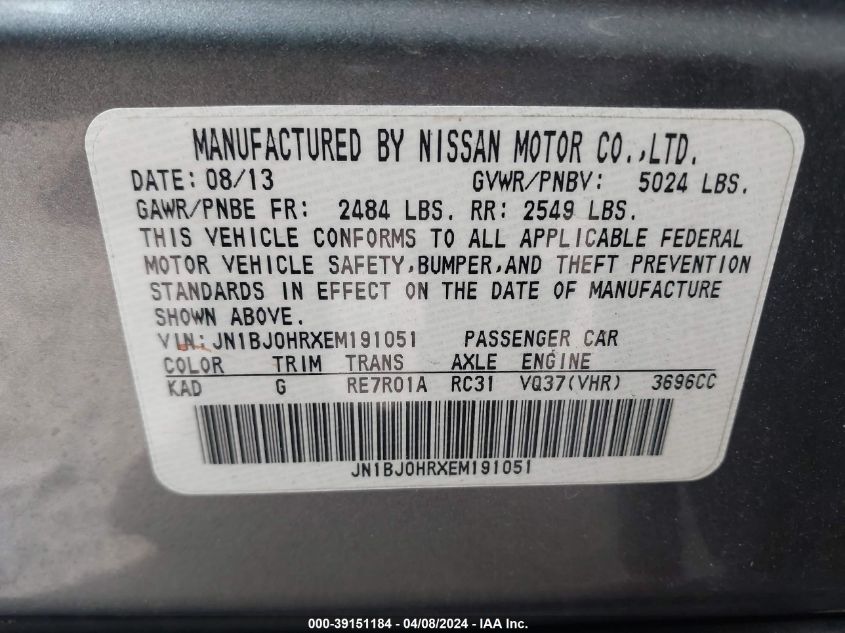 MANUFACTURED BY NISSAN MOTOR CO.,LTD.
DATE: 08/13 GVWR/PNBV: 5024 LBS.
GAWR/PNBE FR: 2484 LBS. RR: 2549 LBS.
THIS VEHICLE CONFORMS TO ALL APPLICABLE FEDERAL
MOTOR VEHICLE SAFETY,BUMPER,AND THEFT PREVENTION
STANDARDS IN EFFECT ON THE DATE OF MANUFACTURE
SHOWN ABOVE.
VIN: JN1BJ0HRXEM191051 PASSENGER CAR
COLOR TRIM TRANS AXLE ENGINE
KAD G RE7R01A RC31 VQ37(VHR) 3696CC
JN1BJ0HRXEM191051
000-39151184 - 04/08/2024 - IAA, Inc.